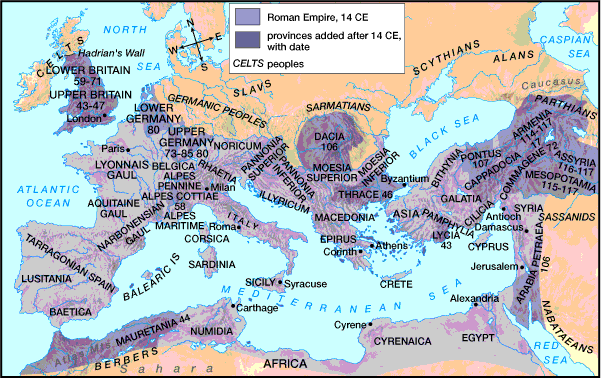 Roman Empire, 14 CE
provinces added after 14 CE,
with date
CELTS peoples
N
W
E
S
NORTH
SEA
CELTS
Hadrian's Wall
LOWER BRITAIN
59-71
UPPER BRITAIN
43-47
London
SCYTHIANS
ALANS
CASPIAN
SEA
Caucasus
SLAVS
GERMANIC PEOPLES
SARMATIANS
PARTHIANS
BLACK SEA
LOWER
GERMANY
80
UPPER
GERMANY
73-85 80
NORICUM
PANNONIA
SUPERIOR
PANNONIA
INFERIOR
DACIA
106
MOESIA
SUPERIOR
MOESIA
INFERIOR
ARMENIA
114-117
PONTUS
107
CAPPADOCIA
17
COMMAGENE 72
ASSYRIA
116-117
MESOPOTAMIA
115-117
Paris
LYONNAIS
GAUL
BELGICA
RHAETIA
ALPES
PENNINE
Milan
ALPES COTTIAE
58
ALPES
MARITIME
ILLYRICUM
THRACE 46
Byzantium
BITHYNIA
GALATIA
ATLANTIC
OCEAN
AQUITAINE
GAUL
NARBONENSIAN
GAUL
ITALY
Roma
CORSICA
MACEDONIA
ASIA
PAMPHYLIA
LYCIA
43
CILICIA
SYRIA
Antioch
Damascus
SASSANIDS
TARRAGONIAN SPAIN
LUSITANIA
BAETICA
BALEARIC IS
SARDINIA
EPIRUS
Corinth
Athens
CYPRUS
SICILY
Syracuse
CRETE
Jerusalem
ARABIA PETRAEA
106
MEDITERRANEAN SEA
Carthage
Cyrene
Alexandria
NABATAEANS
MAURETANIA 44
NUMIDIA
BERBERS
Sahara
AFRICA
CYRENAICA
EGYPT
RED
SEA